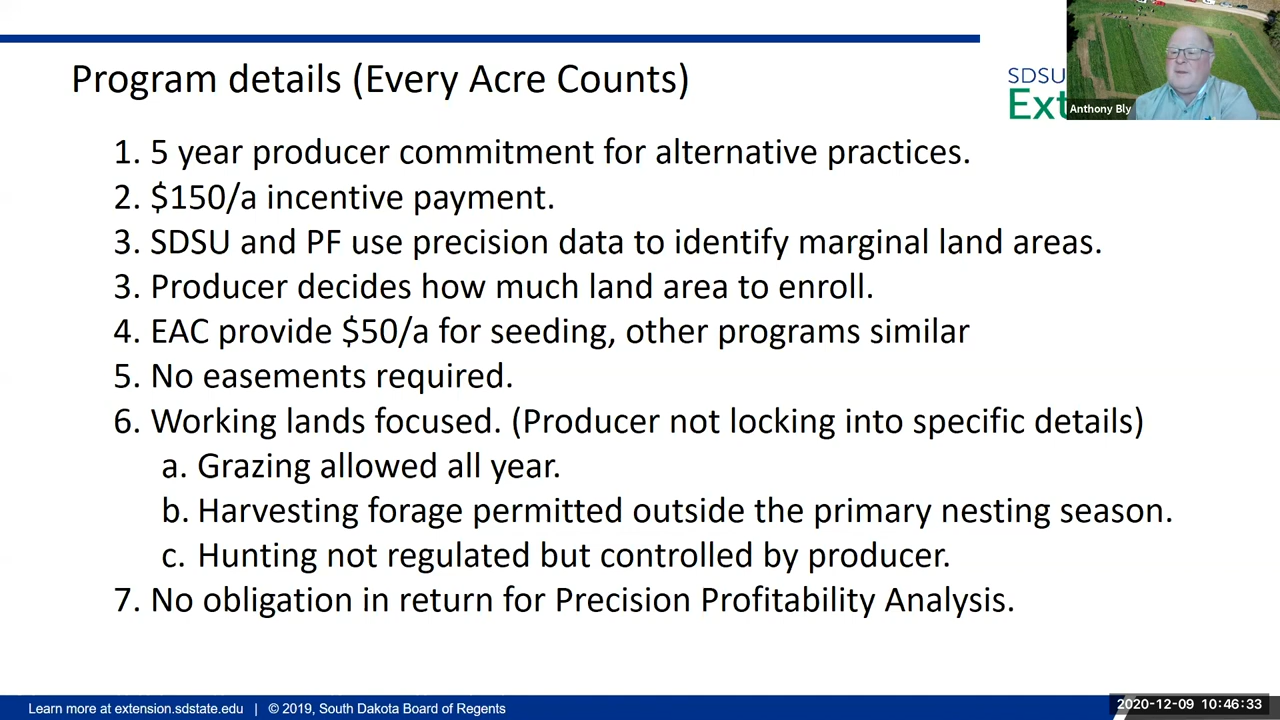 Program details (Every Acre Counts)
SDSU
Ext
Anthony Bly
1. 5 year producer commitment for alternative practices.
2. $150/a incentive payment.
3. SDSU and PF use precision data to identify marginal land areas.
3. Producer decides how much land area to enroll.
4. EAC provide $50/a for seeding, other programs similar
5. No easements required.
6. Working lands focused. (Producer not locking into specific details)
a. Grazing allowed all year.
b. Harvesting forage permitted outside the primary nesting season.
c. Hunting not regulated but controlled by producer.
7. No obligation in return for Precision Profitability Analysis.
Learn more at extension.sdstate.edu | © 2019, South Dakota Board of Regents
2020-12-09 10:46:33